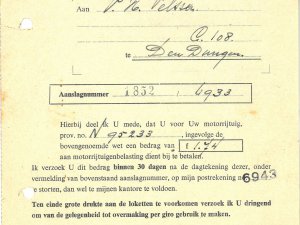 Aan P. H. Veltser
C. 108
te Den Dungen
Aanslagnummer 1852 / 1933
Hierbij deel ik U mede, dat U voor Uw motorrijtuig,
prov. no. N 95233, ingevolge de
bovengenoemde wet een bedrag van f 1.74
aan motorrijtuigenbelasting dient bij te betalen.
Ik verzoek U dit bedrag binnen 30 dagen na dagtekening dezer, onder
vermelding van bovenstaand aanslagnummer, op mijn postrekening no. 6943
te storten, dan wel te mijnen kantore te voldoen.
Ten einde grote drukte aan de loketten te voorkomen verzoek ik U dringend
om van de gelegenheid tot overmaking per giro gebruik te maken.